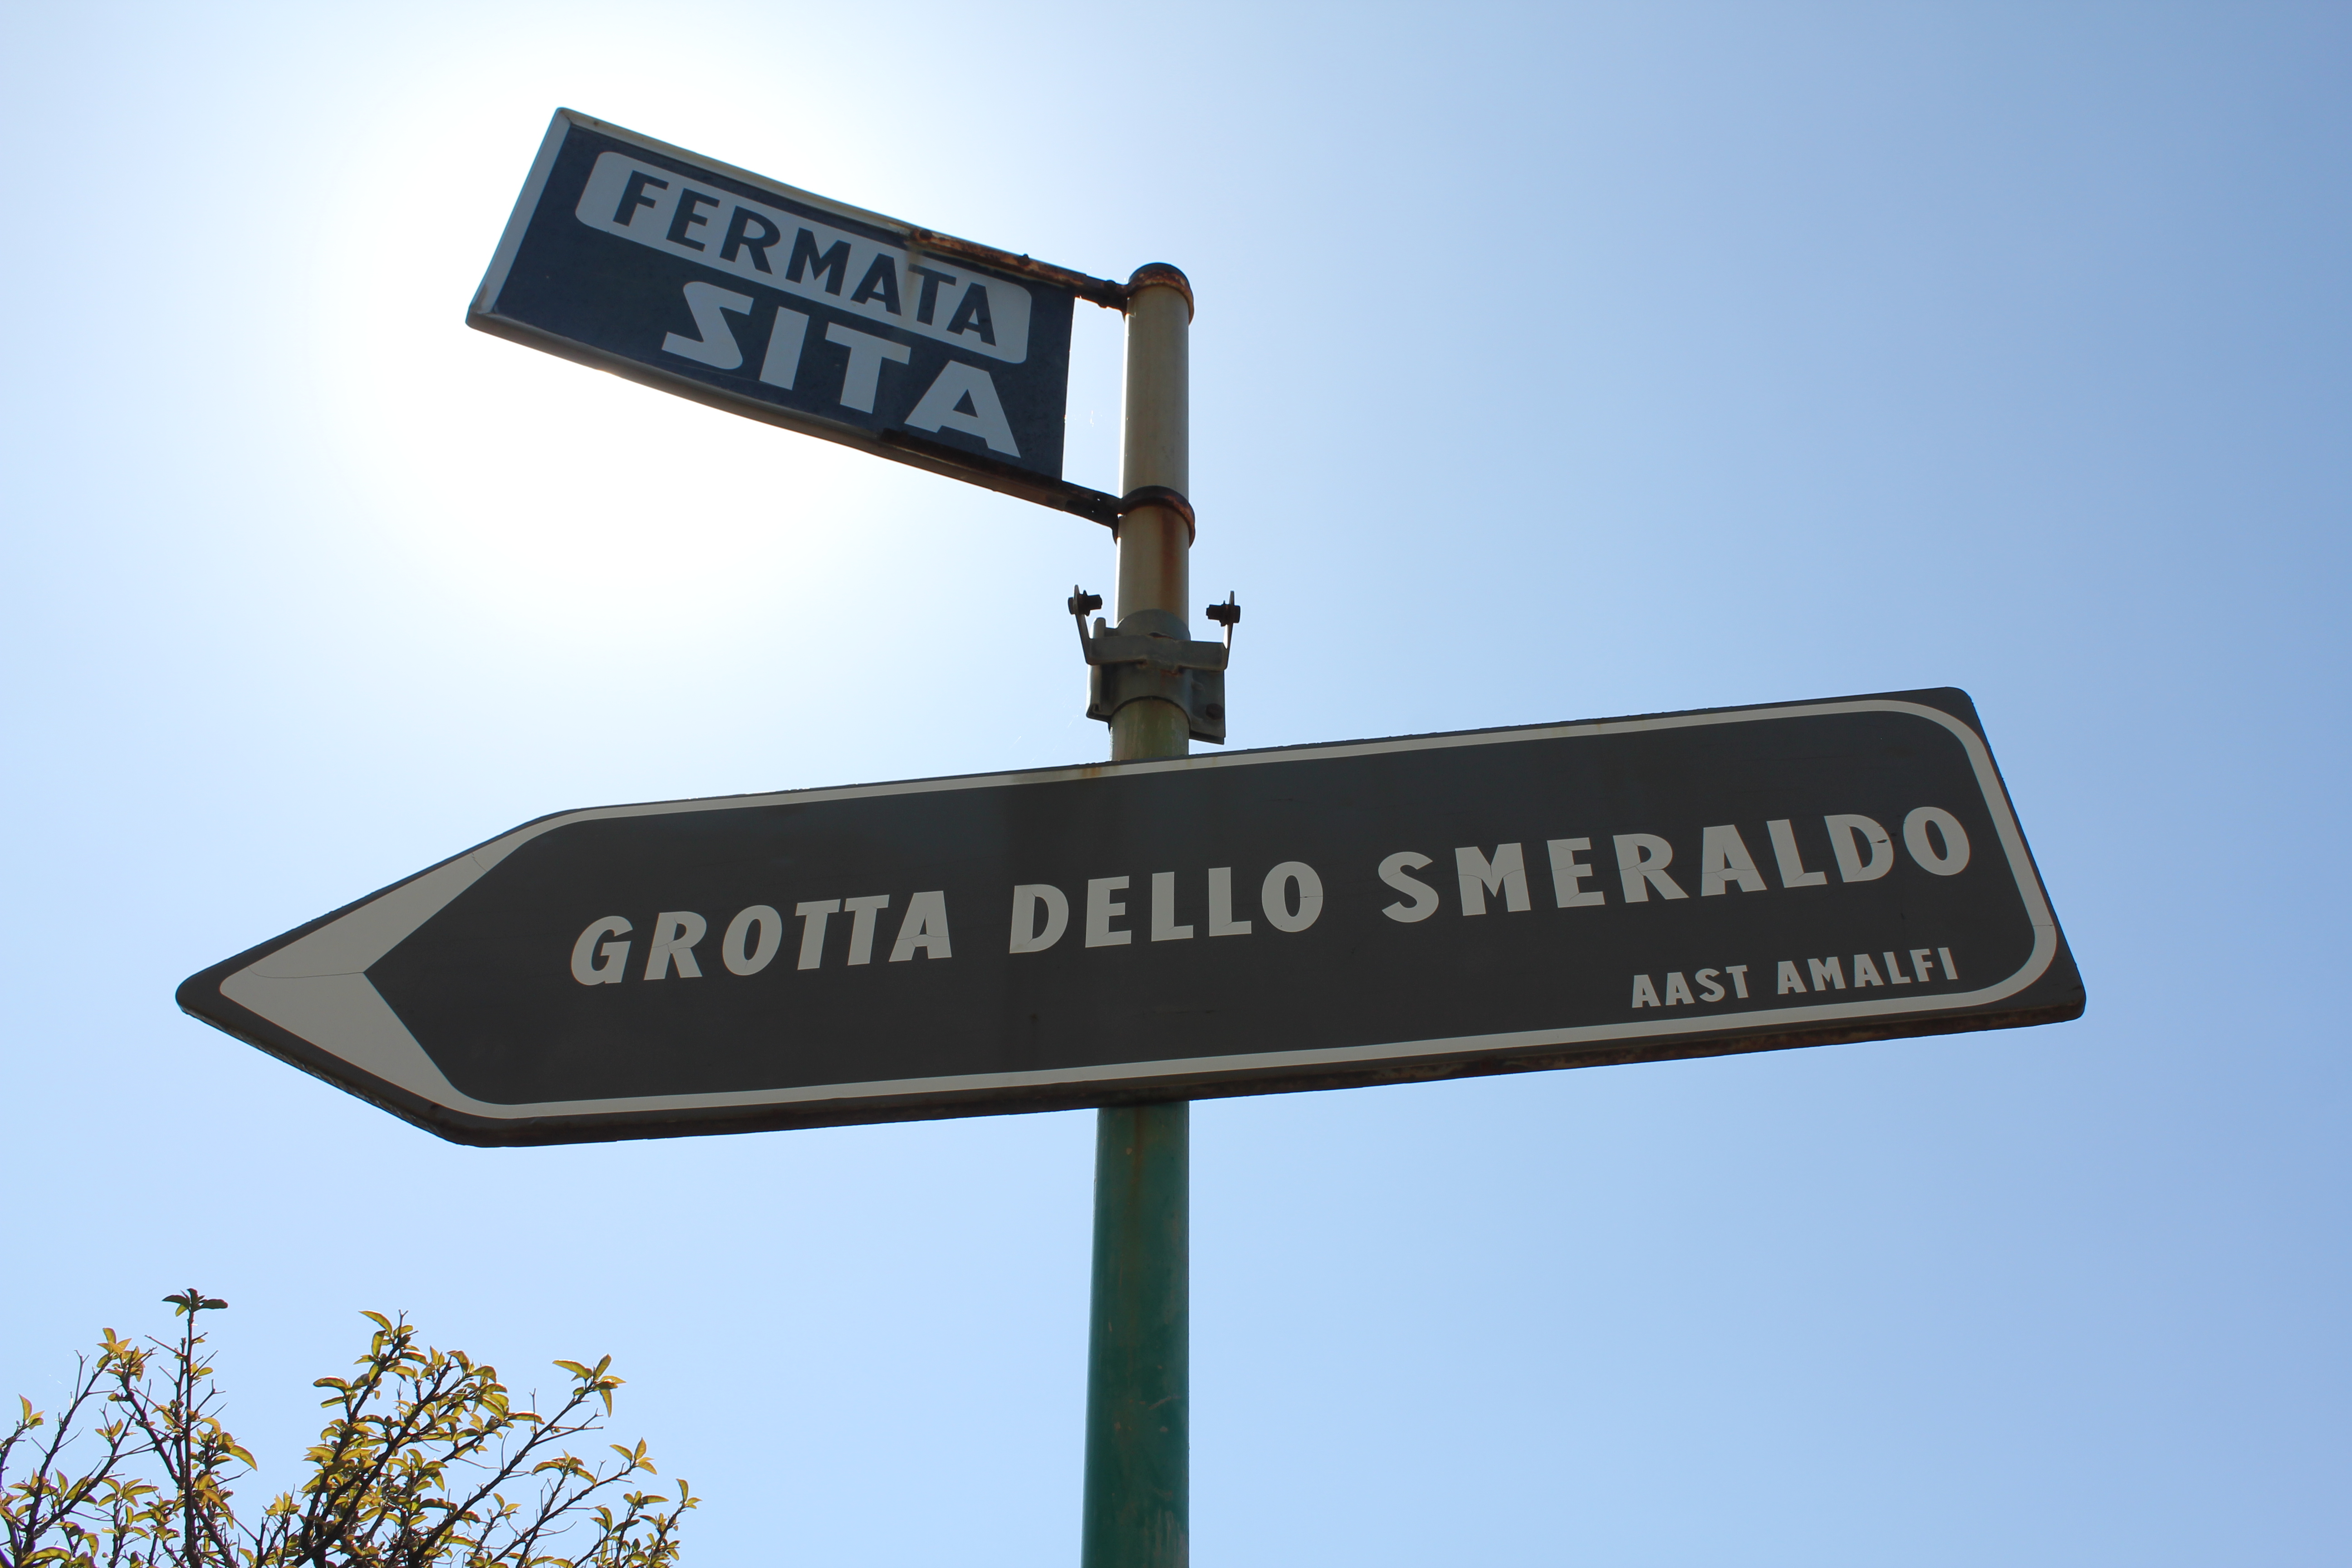 FERMATA
SITA
GROTTA DELLO SMERALDO
AAST AMALFI